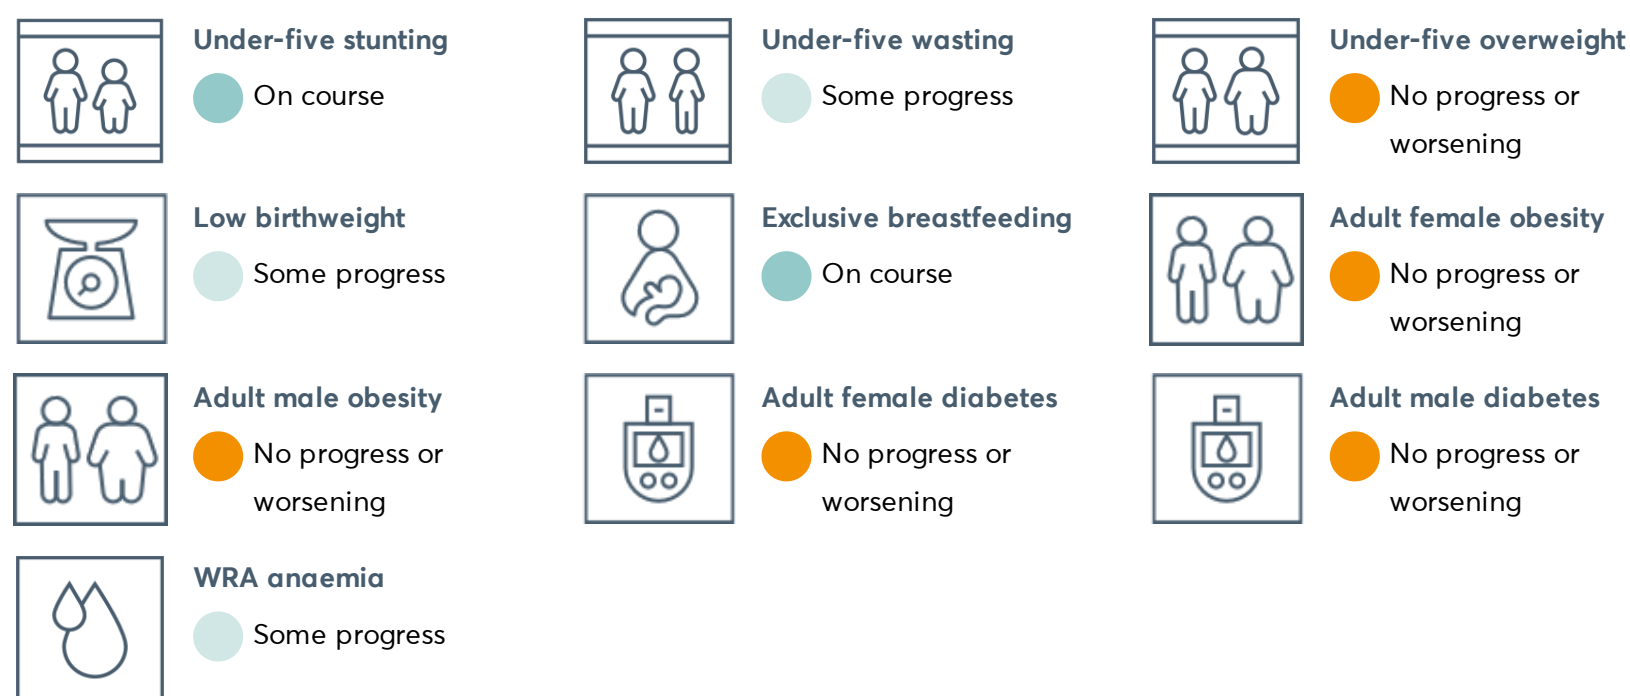 Under-five stunting
On course
Under-five wasting
Some progress
Under-five overweight
No progress or
worsening
Low birthweight
Some progress
Exclusive breastfeeding
On course
Adult female obesity
No progress or
worsening
Adult male obesity
No progress or
worsening
Adult female diabetes
No progress or
worsening
Adult male diabetes
No progress or
worsening
WRA anaemia
Some progress